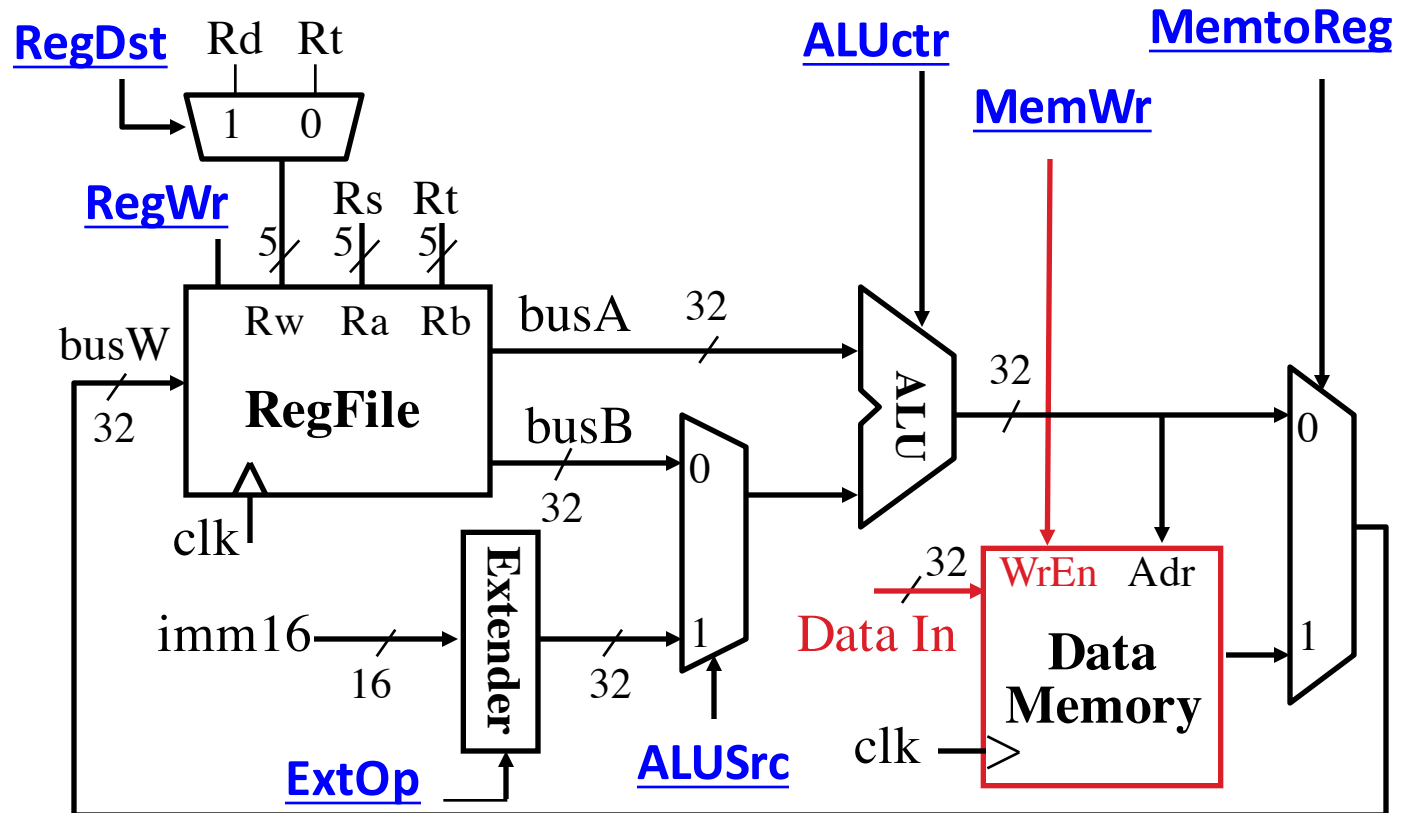 RegDst
Rd
Rt
ALUctr
MemtoReg
1
0
MemWr
RegWr
Rs
Rt
5
5
5
Rw
Ra
Rb
busA
32
busW
32
RegFile
busB
32
clk
ALU
32
0
0
1
Extender
imm16
16
32
1
ExtOp
ALUSrc
32
WrEn
Adr
Data In
Data
Memory
clk